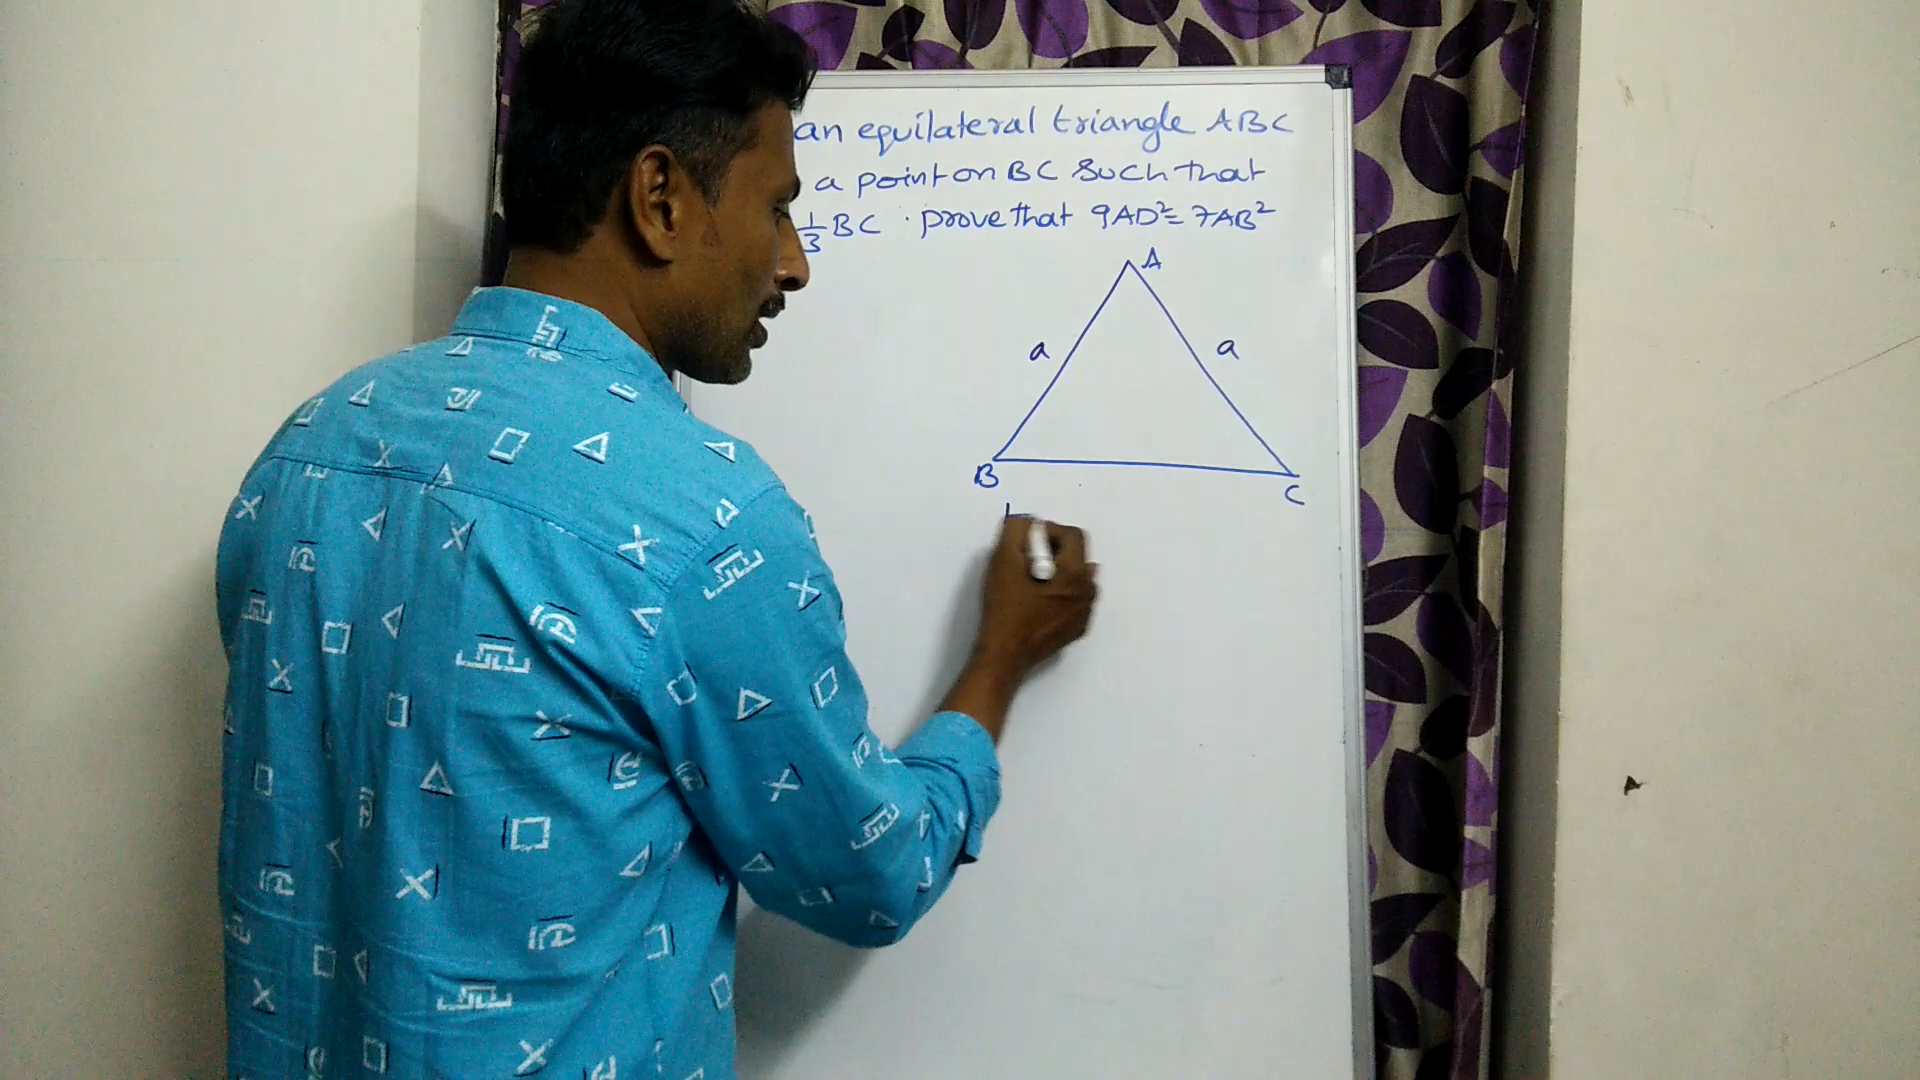 an equilateral triangle ABC
a point on BC such that
1/3 BC . prove that 9AD²= 7AB²
A
a a
B
C